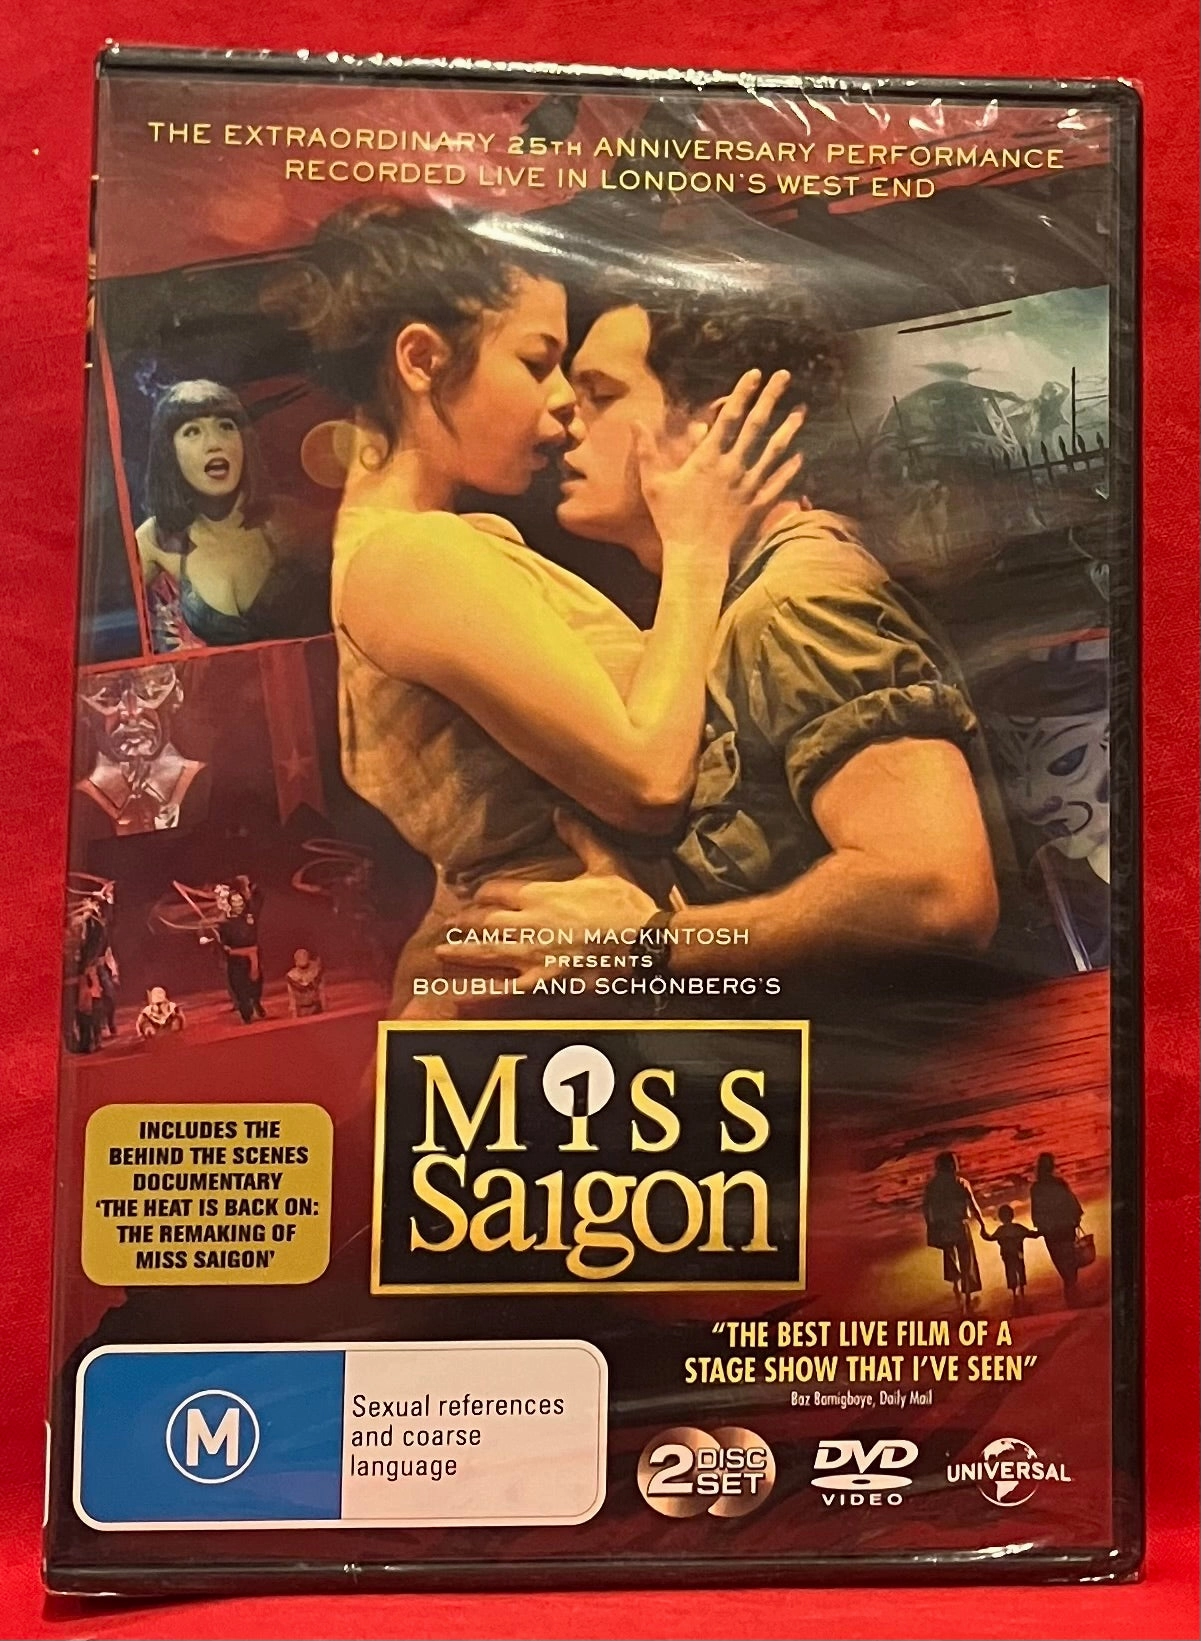 THE EXTRAORDINARY 25TH ANNIVERSARY PERFORMANCE
RECORDED LIVE IN LONDON'S WEST END
CAMERON MACKINTOSH
PRESENTS
BOUBLIL AND SCHÖNBERG'S
MISS
Saigon
INCLUDES THE
BEHIND THE SCENES
DOCUMENTARY
'THE HEAT IS BACK ON:
THE REMAKING OF
MISS SAIGON'
"THE BEST LIVE FILM OF A
STAGE SHOW THAT I'VE SEEN"
Baz Bamigboye, Daily Mail
M
Sexual references
and coarse
language
2 DISC
SET
DVD
VIDEO
UNIVERSAL